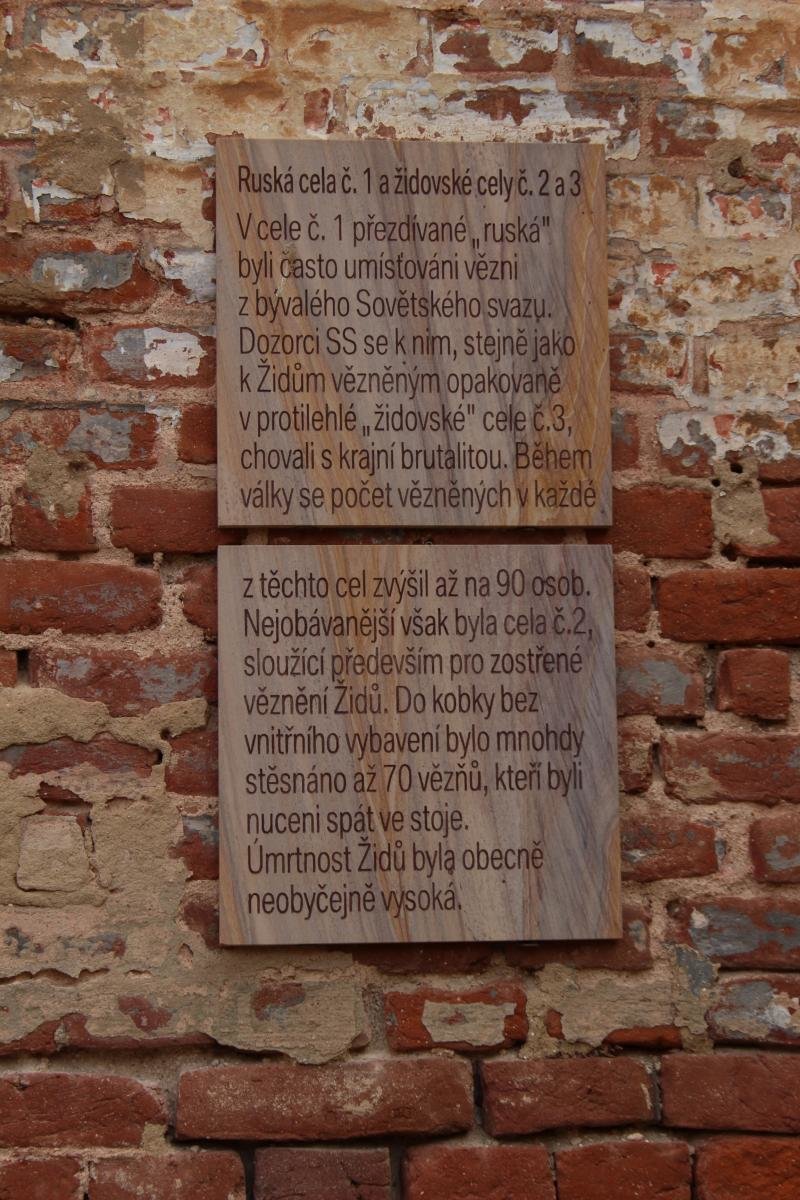 Ruská cela č. 1 a židovské cely č. 2 a 3
V cele č. 1 přezdívané „ruská"
byli často umísťováni vězni
z bývalého Sovětského svazu.
Dozorci SS se k nim, stejně jako
k Židům vězněným opakovaně
v protilehlé „židovské" cele č.3,
chovali s krajní brutalitou. Během
války se počet vězněných v každé
z těchto cel zvýšil až na 90 osob.
Nejobávanější však byla cela č.2,
sloužící především pro zostřené
věznění Židů. Do kobky bez
vnitřního vybavení bylo mnohdy
stěsnáno až 70 vězňů, kteří byli
nuceni spát ve stoje.
Úmrtnost Židů byla obecně
neobyčejně vysoká.